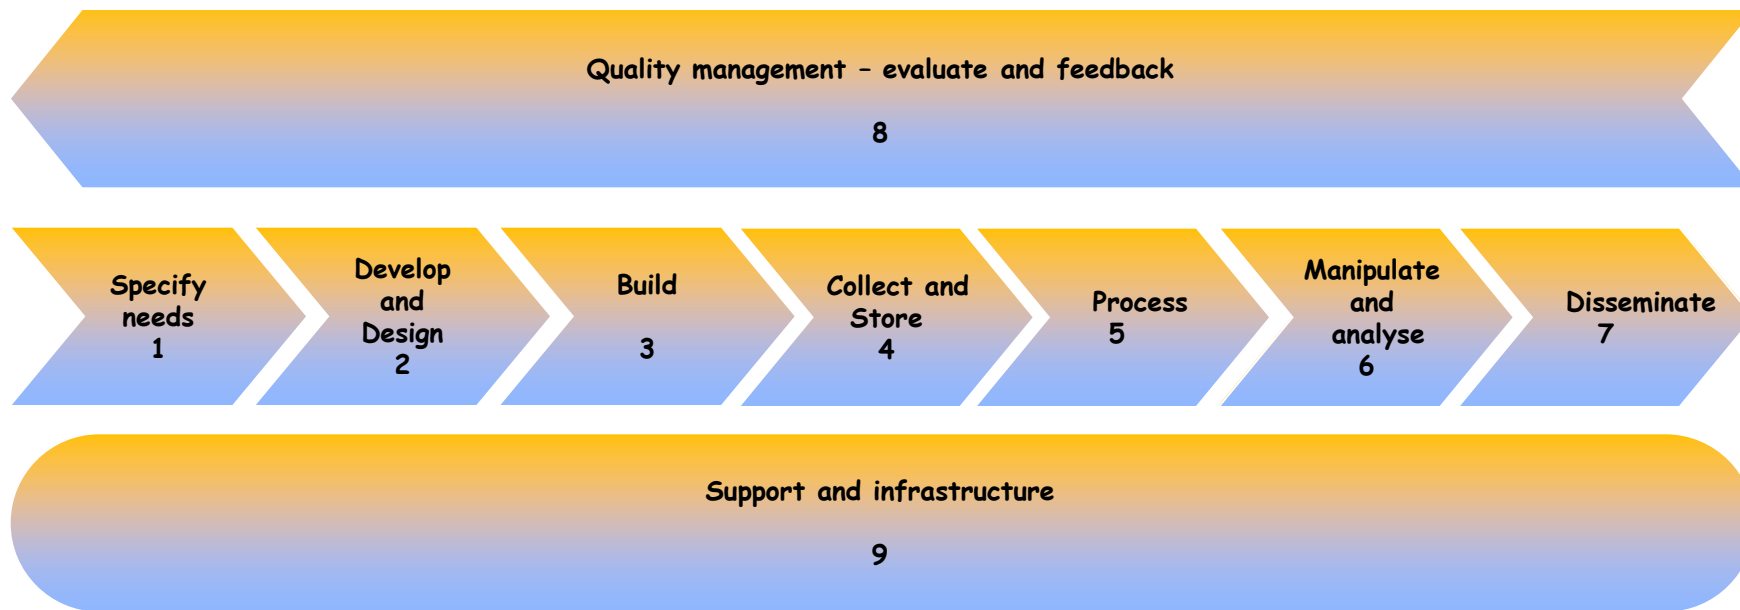 Quality management – evaluate and feedback
8
Specify
needs
1
Develop
and
Design
2
Build
3
Collect and
Store
4
Process
5
Manipulate
and
analyse
6
Disseminate
7
Support and infrastructure
9